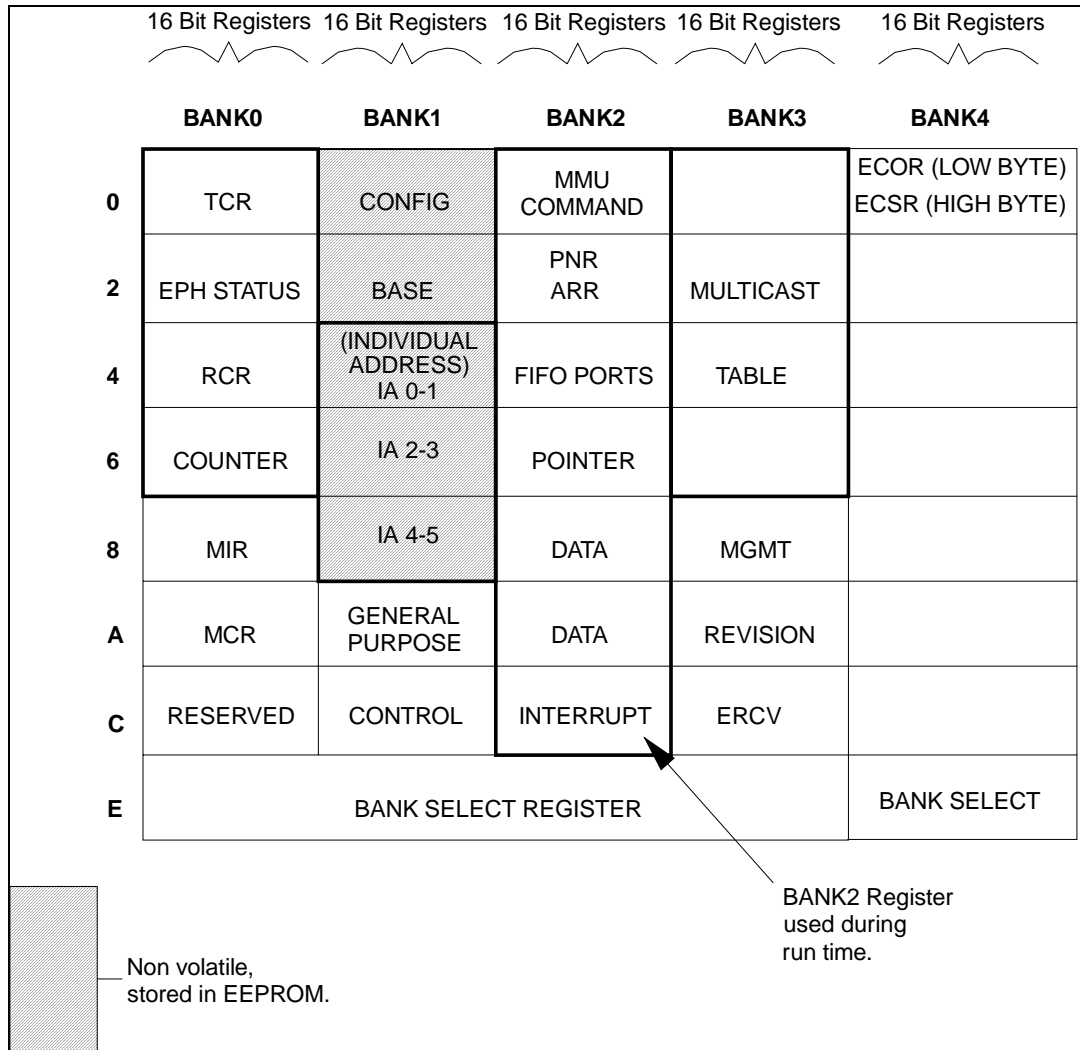 16 Bit Registers 16 Bit Registers 16 Bit Registers 16 Bit Registers 16 Bit Registers
BANK0 BANK1 BANK2 BANK3 BANK4
0 TCR CONFIG MMU COMMAND ECOR (LOW BYTE) ECSR (HIGH BYTE)
2 EPH STATUS BASE PNR ARR MULTICAST
4 RCR (INDIVIDUAL ADDRESS) IA 0-1 FIFO PORTS TABLE
6 COUNTER IA 2-3 POINTER
8 MIR IA 4-5 DATA MGMT
A MCR GENERAL PURPOSE DATA REVISION
C RESERVED CONTROL INTERRUPT ERCV
E BANK SELECT REGISTER BANK SELECT
BANK2 Register
used during
run time.
Non volatile,
stored in EEPROM.